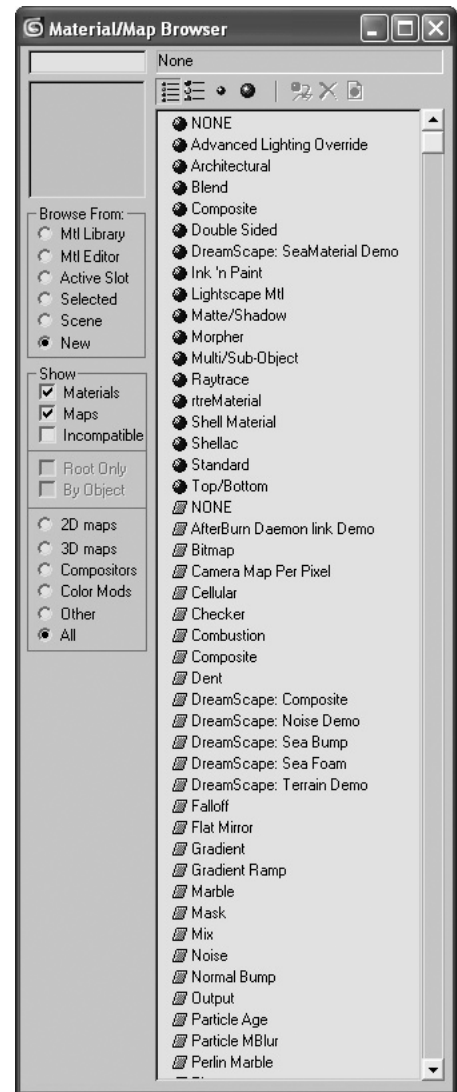 Material/Map Browser
None
Browse From:
Mtl Library
Mtl Editor
Active Slot
Selected
Scene
New
Show
Materials
Maps
Incompatible
Root Only
By Object
2D maps
3D maps
Compositors
Color Mods
Other
All
NONE
Advanced Lighting Override
Architectural
Blend
Composite
Double Sided
DreamScape: SeaMaterial Demo
Ink 'n Paint
Lightscape Mtl
Matte/Shadow
Morpher
Multi/Sub-Object
Raytrace
rtreMaterial
Shell Material
Shellac
Standard
Top/Bottom
NONE
AfterBurn Daemon link Demo
Bitmap
Camera Map Per Pixel
Cellular
Checker
Combustion
Composite
Dent
DreamScape: Composite
DreamScape: Noise Demo
DreamScape: Sea Bump
DreamScape: Sea Foam
DreamScape: Terrain Demo
Falloff
Flat Mirror
Gradient
Gradient Ramp
Marble
Mask
Mix
Noise
Normal Bump
Output
Particle Age
Particle MBlur
Perlin Marble